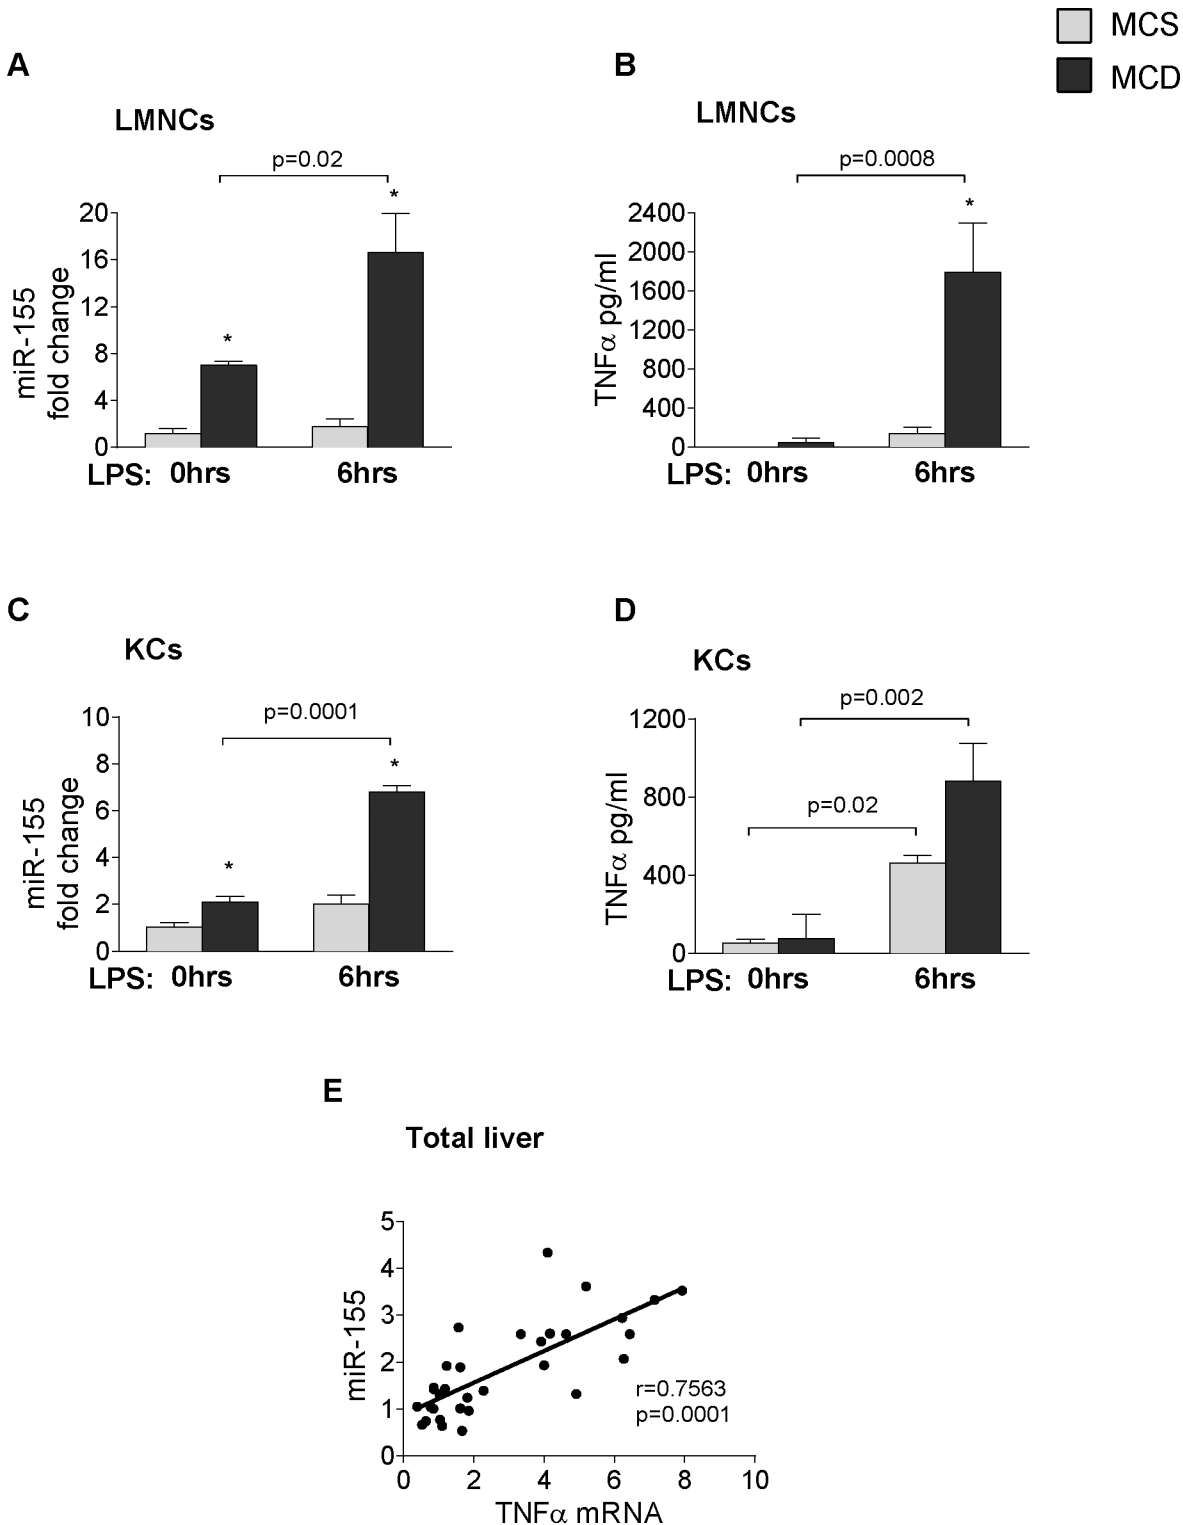 MCS
MCD
A
LMNCs
p=0.02
*
*
miR-155
fold change
20
16
12
8
4
0
LPS: 0hrs 6hrs
B
LMNCs
p=0.0008
*
TNFα pg/ml
2400
2000
1600
1200
800
400
0
LPS: 0hrs 6hrs
C
KCs
p=0.0001
*
*
miR-155
fold change
10
8
6
4
2
0
LPS: 0hrs 6hrs
D
KCs
p=0.002
p=0.02
TNFα pg/ml
1200
800
400
0
LPS: 0hrs 6hrs
E
Total liver
miR-155
5
4
3
2
1
0
r=0.7563
p=0.0001
0 2 4 6 8 10
TNFα mRNA